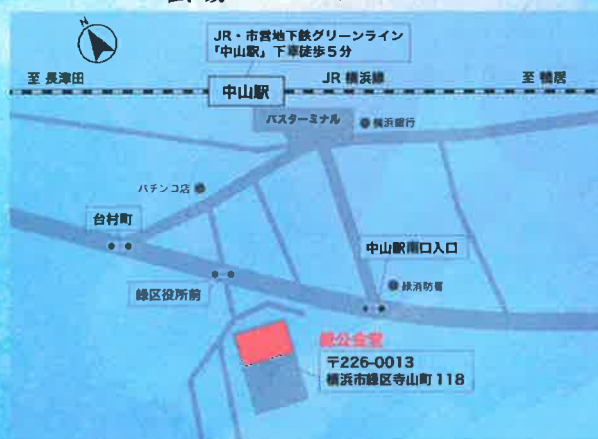 N
JR・市営地下鉄グリーンライン
「中山駅」下車徒歩5分
至 長津田
JR 横浜線
至 鴨居
中山駅
バスターミナル
横浜銀行
パチンコ店
台村町
中山駅南口入口
緑区役所前
緑消防署
緑公会堂
〒226-0013
横浜市緑区寺山町 118